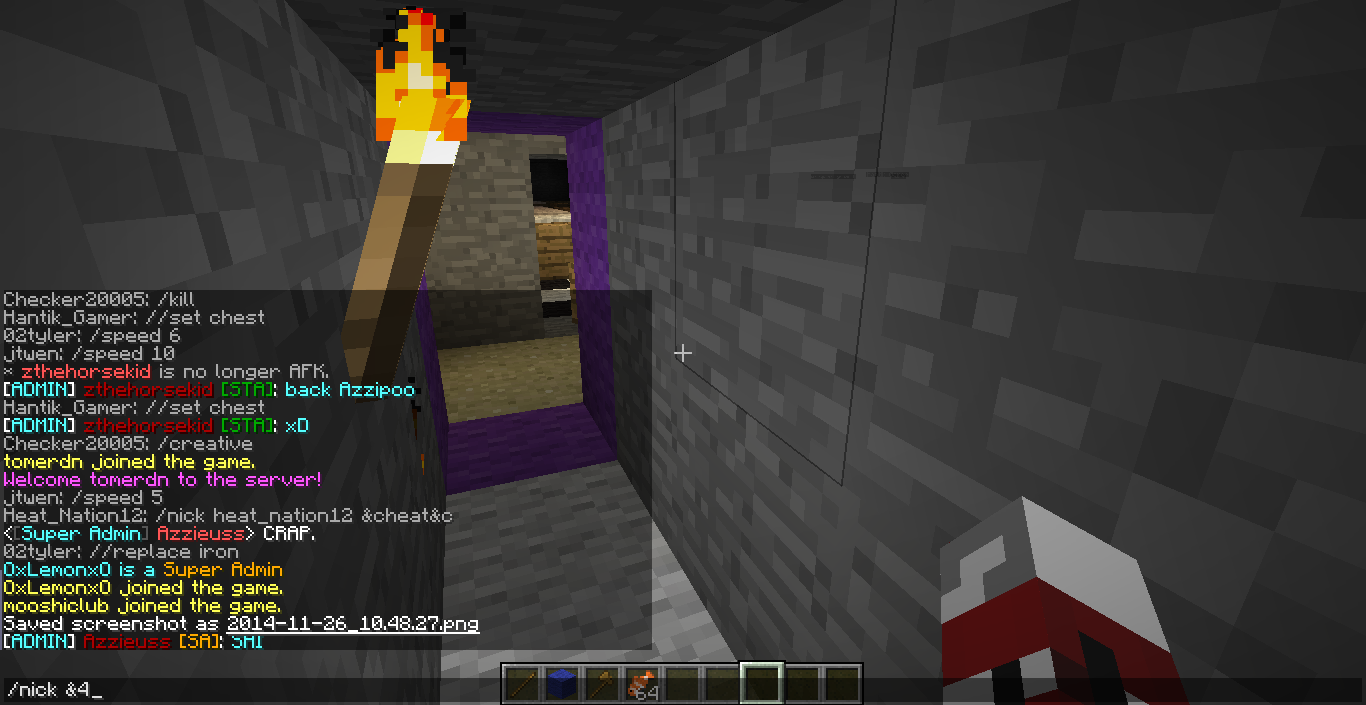 Checker20005: /kill
Hantik_Gamer: //set chest
02tyler: /speed 6
jtwen: /speed 10
* zthehorsekid is no longer AFK.
[ADMIN] zthehorsekid [STA]: back Azzipoo
Hantik_Gamer: //set chest
[ADMIN] zthehorsekid [STA]: xD
Checker20005: /creative
tomerdn joined the game.
Welcome tomerdn to the server!
jtwen: /speed 5
Heat_Nation12: /nick heat_nation12 &cheat&c
<[Super Admin] Azzieuss> CRAP.
02tyler: //replace iron
0xLemonx0 is a Super Admin
0xLemonx0 joined the game.
mooshiclub joined the game.
Saved screenshot as 2014-11-26_10.48.27.png
[ADMIN] Azzieuss [SA]: SAI
/nick &4_
64